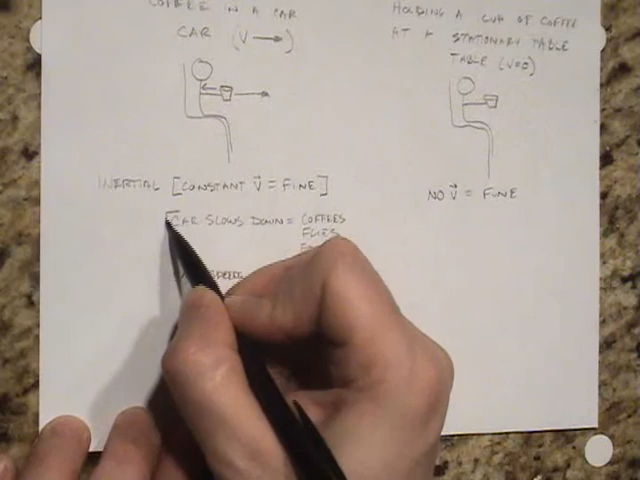 COFFEE IN A CAR
CAR (V →)
INERTIAL [CONSTANT V⃗ = FINE]
CAR SLOWS DOWN = COFFEES
FLIES
HOLDING A CUP OF COFFEE
AT A STATIONARY TABLE
TABLE (V=0)
NO V⃗ = FINE